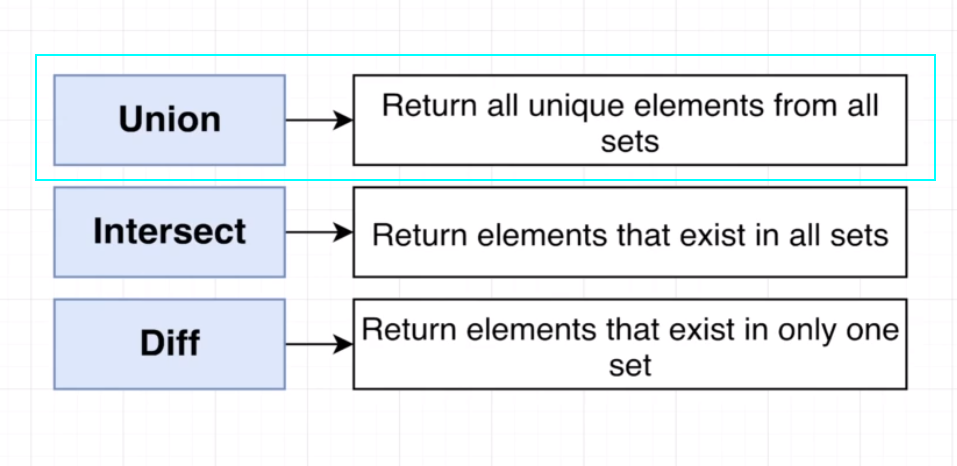 Union
Return all unique elements from all
sets
Intersect
Return elements that exist in all sets
Diff
Return elements that exist in only one
set